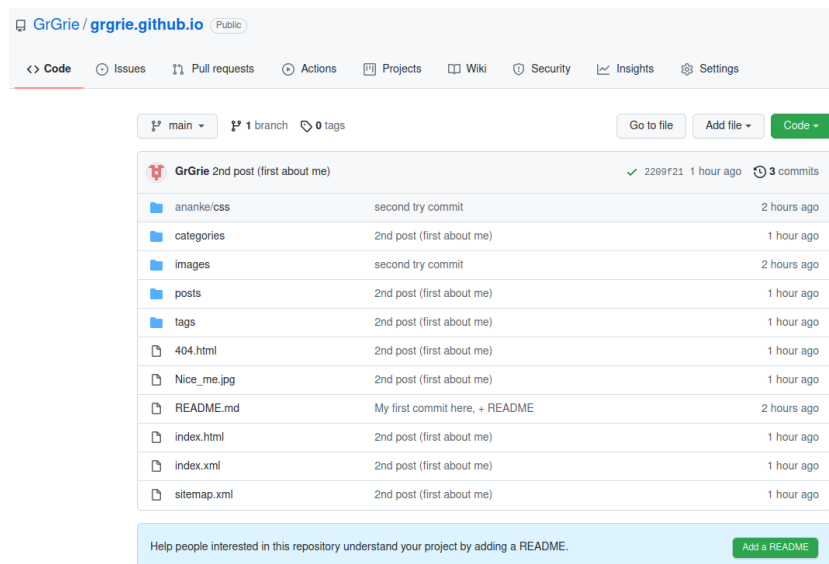 GrGrie / grgrie.github.io Public
Code Issues Pull requests Actions Projects Wiki Security Insights Settings
main 1 branch 0 tags Go to file Add file Code
GrGrie 2nd post (first about me) 2209f21 1 hour ago 3 commits
ananke/css second try commit 2 hours ago
categories 2nd post (first about me) 1 hour ago
images second try commit 2 hours ago
posts 2nd post (first about me) 1 hour ago
tags 2nd post (first about me) 1 hour ago
404.html 2nd post (first about me) 1 hour ago
Nice_me.jpg 2nd post (first about me) 1 hour ago
README.md My first commit here, + README 2 hours ago
index.html 2nd post (first about me) 1 hour ago
index.xml 2nd post (first about me) 1 hour ago
sitemap.xml 2nd post (first about me) 1 hour ago
Help people interested in this repository understand your project by adding a README. Add a README